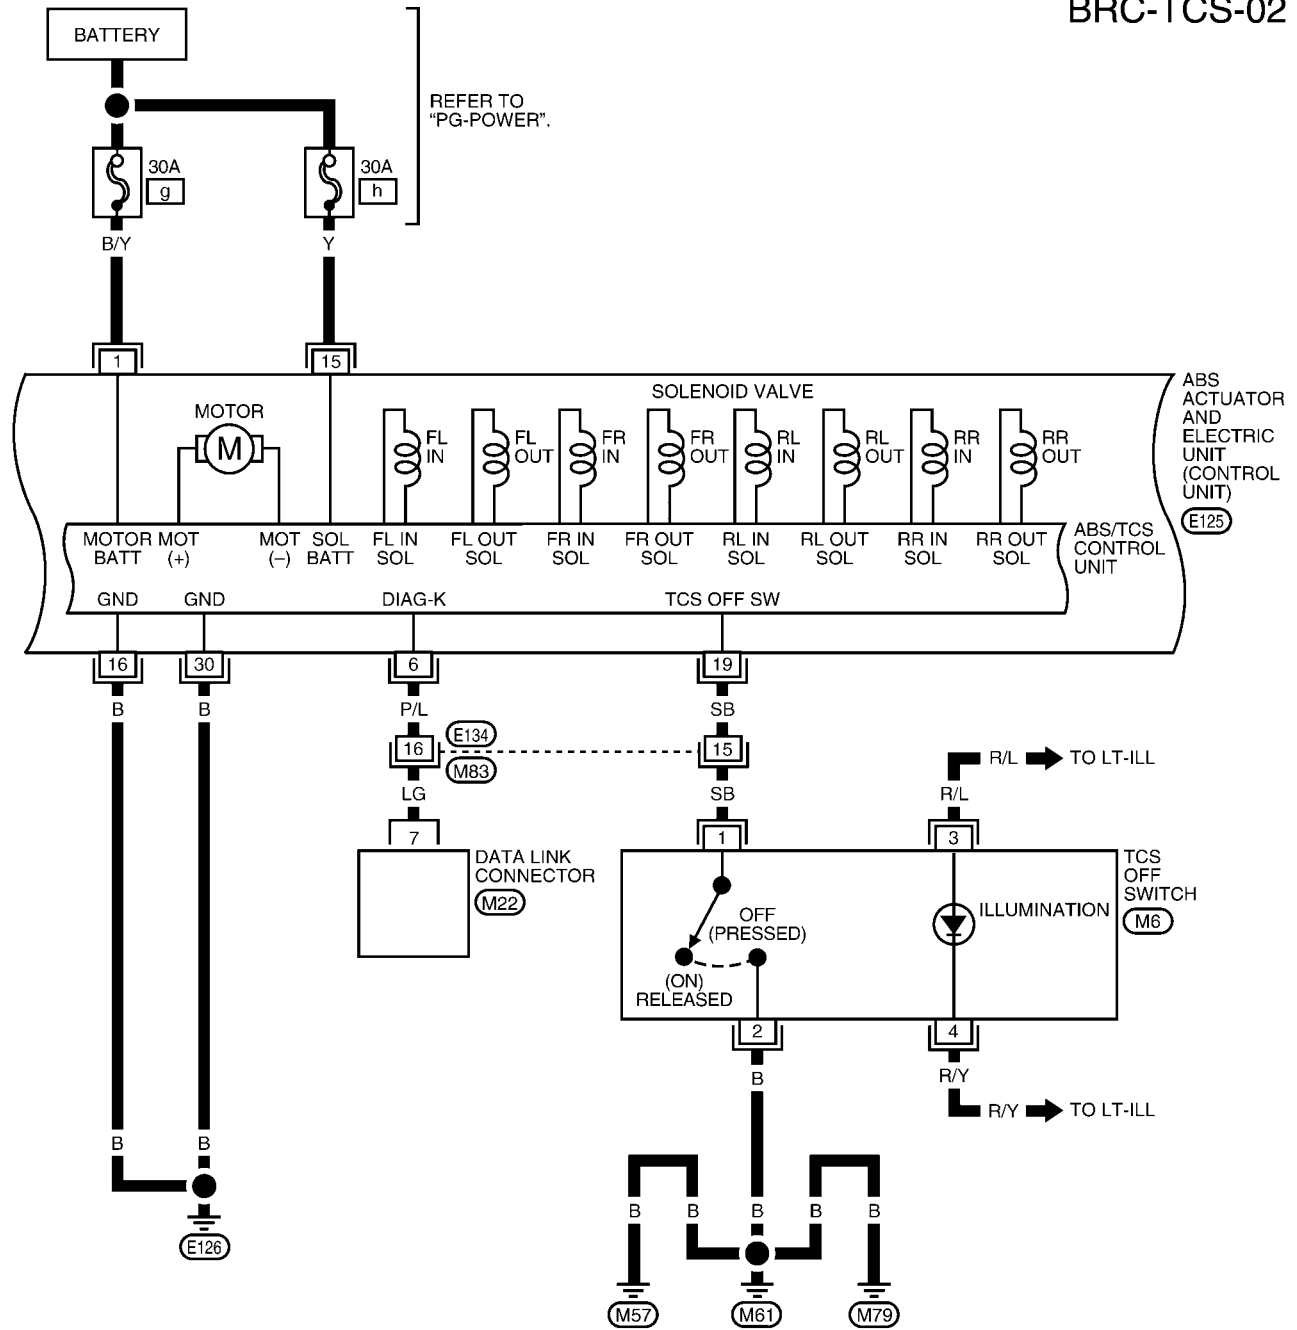 BRC-TCS-02
BATTERY
REFER TO
“PG-POWER”.
30A
g
30A
h
B/Y
Y
1
15
SOLENOID VALVE
MOTOR
M
FL
IN
FL
OUT
FR
IN
FR
OUT
RL
IN
RL
OUT
RR
IN
RR
OUT
ABS
ACTUATOR
AND
ELECTRIC
UNIT
(CONTROL
UNIT)
E125
MOTOR
BATT
MOT
(+)
MOT
(–)
SOL
BATT
FL IN
SOL
FL OUT
SOL
FR IN
SOL
FR OUT
SOL
RL IN
SOL
RL OUT
SOL
RR IN
SOL
RR OUT
SOL
ABS/TCS
CONTROL
UNIT
GND
GND
DIAG-K
TCS OFF SW
16
30
6
19
B
B
P/L
SB
16
E134
M83
15
LG
SB
R/L
TO LT-ILL
R/L
7
1
3
DATA LINK
CONNECTOR
M22
TCS
OFF
SWITCH
M6
OFF
(PRESSED)
(ON)
RELEASED
ILLUMINATION
2
4
B
R/Y
R/Y
TO LT-ILL
B
B
B
B
B
B
B
E126
M57
M61
M79